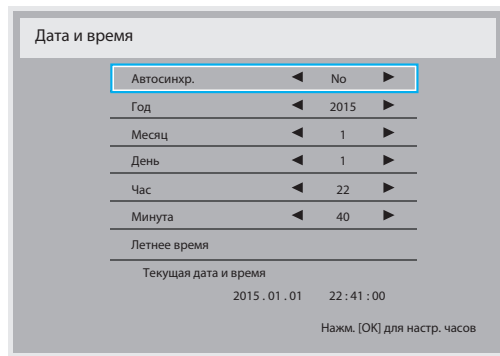 Дата и время
Автосинхр. ◀ No ▶
Год ◀ 2015 ▶
Месяц ◀ 1 ▶
День ◀ 1 ▶
Час ◀ 22 ▶
Минута ◀ 40 ▶
Летнее время
Текущая дата и время
2015 . 01 . 01 22 : 41 : 00
Нажм. [OK] для настр. часов